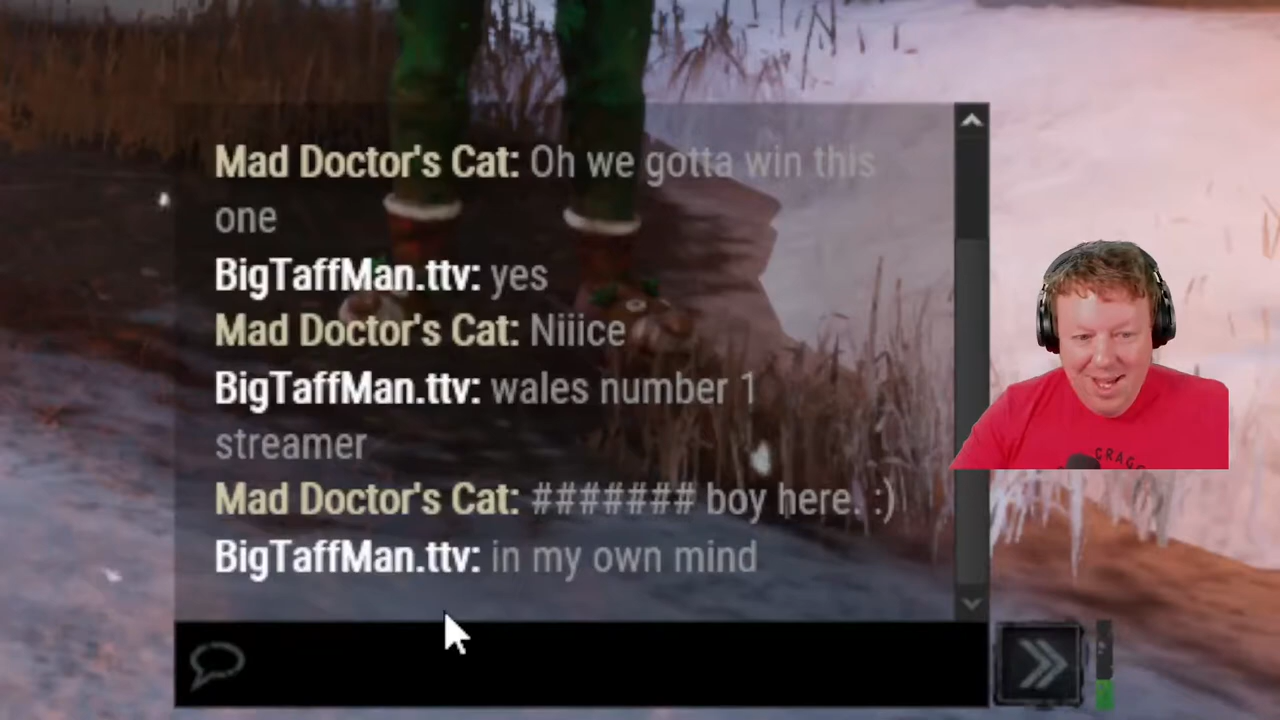 Mad Doctor's Cat: Oh we gotta win this
one
BigTaffMan.ttv: yes
Mad Doctor's Cat: Niiice
BigTaffMan.ttv: wales number 1
streamer
Mad Doctor's Cat: ####### boy here. :)
BigTaffMan.ttv: in my own mind